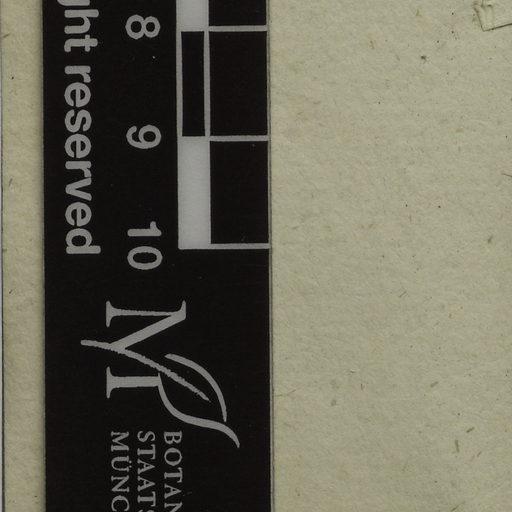 ght reserved
8
9
10
M
BOTAN
STAATS
MÜNC